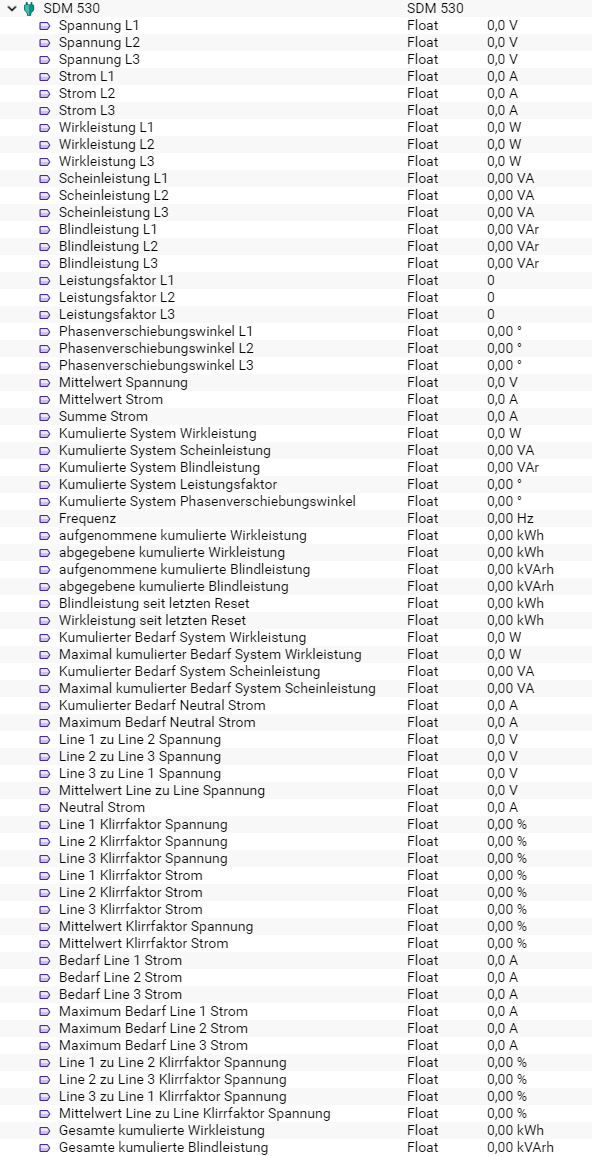 SDM 530 SDM 530
Spannung L1 Float 0,0 V
Spannung L2 Float 0,0 V
Spannung L3 Float 0,0 V
Strom L1 Float 0,0 A
Strom L2 Float 0,0 A
Strom L3 Float 0,0 A
Wirkleistung L1 Float 0,0 W
Wirkleistung L2 Float 0,0 W
Wirkleistung L3 Float 0,0 W
Scheinleistung L1 Float 0,00 VA
Scheinleistung L2 Float 0,00 VA
Scheinleistung L3 Float 0,00 VA
Blindleistung L1 Float 0,00 VAr
Blindleistung L2 Float 0,00 VAr
Blindleistung L3 Float 0,00 VAr
Leistungsfaktor L1 Float 0
Leistungsfaktor L2 Float 0
Leistungsfaktor L3 Float 0
Phasenverschiebungswinkel L1 Float 0,00 °
Phasenverschiebungswinkel L2 Float 0,00 °
Phasenverschiebungswinkel L3 Float 0,00 °
Mittelwert Spannung Float 0,0 V
Mittelwert Strom Float 0,0 A
Summe Strom Float 0,0 A
Kumulierte System Wirkleistung Float 0,0 W
Kumulierte System Scheinleistung Float 0,00 VA
Kumulierte System Blindleistung Float 0,00 VAr
Kumulierte System Leistungsfaktor Float 0,00 °
Kumulierte System Phasenverschiebungswinkel Float 0,00 °
Frequenz Float 0,00 Hz
aufgenommene kumulierte Wirkleistung Float 0,00 kWh
abgegebene kumulierte Wirkleistung Float 0,00 kWh
aufgenommene kumulierte Blindleistung Float 0,00 kVArh
abgegebene kumulierte Blindleistung Float 0,00 kVArh
Blindleistung seit letzten Reset Float 0,00 kWh
Wirkleistung seit letzten Reset Float 0,00 kWh
Kumulierter Bedarf System Wirkleistung Float 0,0 W
Maximal kumulierter Bedarf System Wirkleistung Float 0,0 W
Kumulierter Bedarf System Scheinleistung Float 0,00 VA
Maximal kumulierter Bedarf System Scheinleistung Float 0,00 VA
Kumulierter Bedarf Neutral Strom Float 0,0 A
Maximum Bedarf Neutral Strom Float 0,0 A
Line 1 zu Line 2 Spannung Float 0,0 V
Line 2 zu Line 3 Spannung Float 0,0 V
Line 3 zu Line 1 Spannung Float 0,0 V
Mittelwert Line zu Line Spannung Float 0,0 V
Neutral Strom Float 0,0 A
Line 1 Klirrfaktor Spannung Float 0,00 %
Line 2 Klirrfaktor Spannung Float 0,00 %
Line 3 Klirrfaktor Spannung Float 0,00 %
Line 1 Klirrfaktor Strom Float 0,00 %
Line 2 Klirrfaktor Strom Float 0,00 %
Line 3 Klirrfaktor Strom Float 0,00 %
Mittelwert Klirrfaktor Spannung Float 0,00 %
Mittelwert Klirrfaktor Strom Float 0,00 %
Bedarf Line 1 Strom Float 0,0 A
Bedarf Line 2 Strom Float 0,0 A
Bedarf Line 3 Strom Float 0,0 A
Maximum Bedarf Line 1 Strom Float 0,0 A
Maximum Bedarf Line 2 Strom Float 0,0 A
Maximum Bedarf Line 3 Strom Float 0,0 A
Line 1 zu Line 2 Klirrfaktor Spannung Float 0,00 %
Line 2 zu Line 3 Klirrfaktor Spannung Float 0,00 %
Line 3 zu Line 1 Klirrfaktor Spannung Float 0,00 %
Mittelwert Line zu Line Klirrfaktor Spannung Float 0,00 %
Gesamte kumulierte Wirkleistung Float 0,00 kWh
Gesamte kumulierte Blindleistung Float 0,00 kVArh